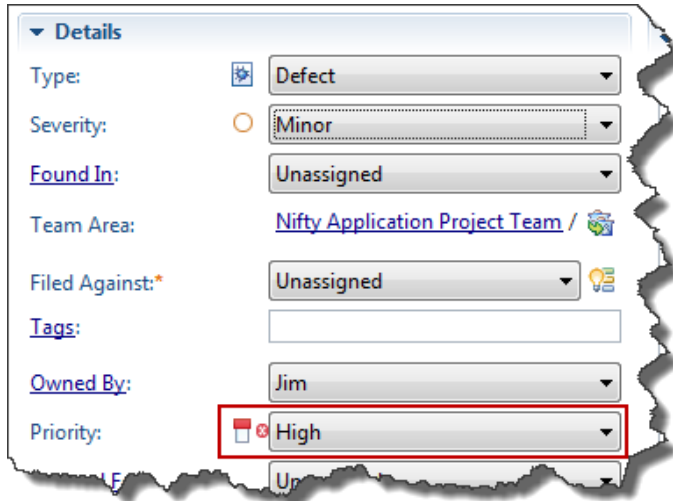 Details
Type: Defect
Severity: Minor
Found In: Unassigned
Team Area: Nifty Application Project Team /
Filed Against:* Unassigned
Tags:
Owned By: Jim
Priority: High